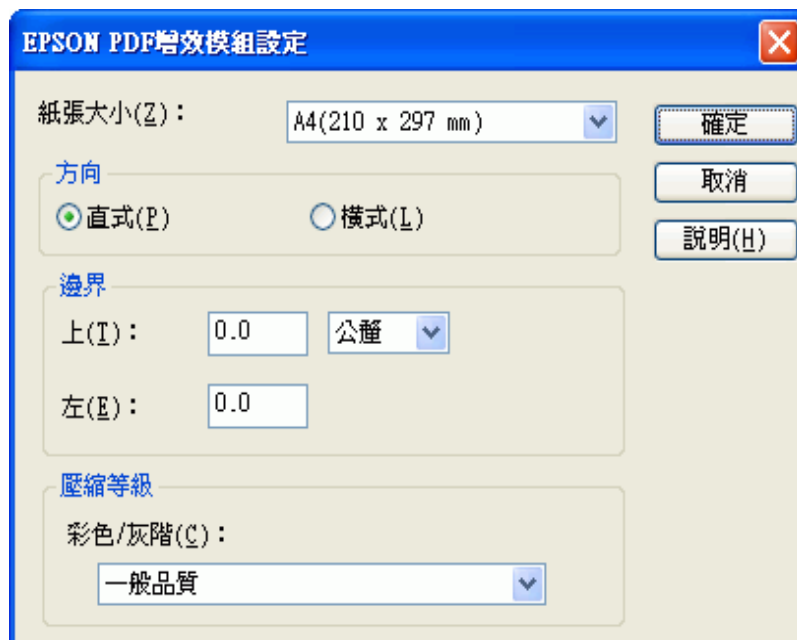 EPSON PDF增效模組設定
紙張大小(Z)：
A4(210 x 297 mm)
確定
方向
取消
直式(P)
橫式(L)
說明(H)
邊界
上(T)：
0.0
公釐
左(E)：
0.0
壓縮等級
彩色/灰階(C)：
一般品質